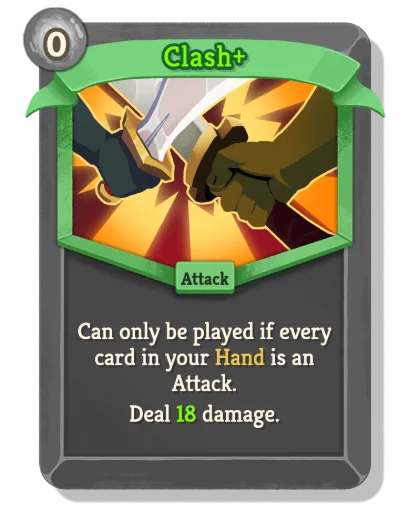 0
Clash+
Attack
Can only be played if every
card in your Hand is an
Attack.
Deal 18 damage.